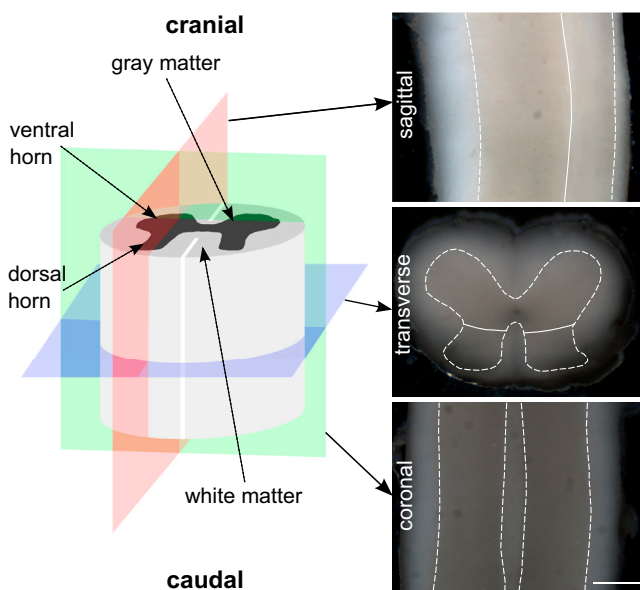 cranial
gray matter
ventral
horn
dorsal
horn
white matter
caudal
sagittal
transverse
coronal